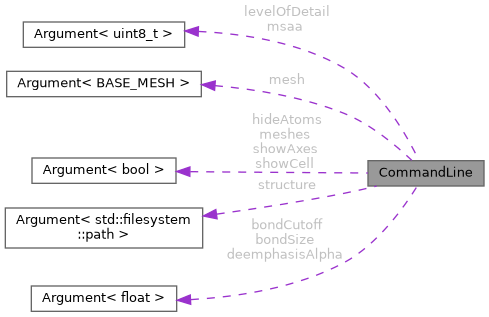 levelOfDetail
msaa
Argument< uint8_t >
mesh
Argument< BASE_MESH >
hideAtoms
meshes
showAxes
showCell
Argument< bool >
CommandLine
structure
Argument< std::filesystem
::path >
bondCutoff
bondSize
deemphasisAlpha
Argument< float >